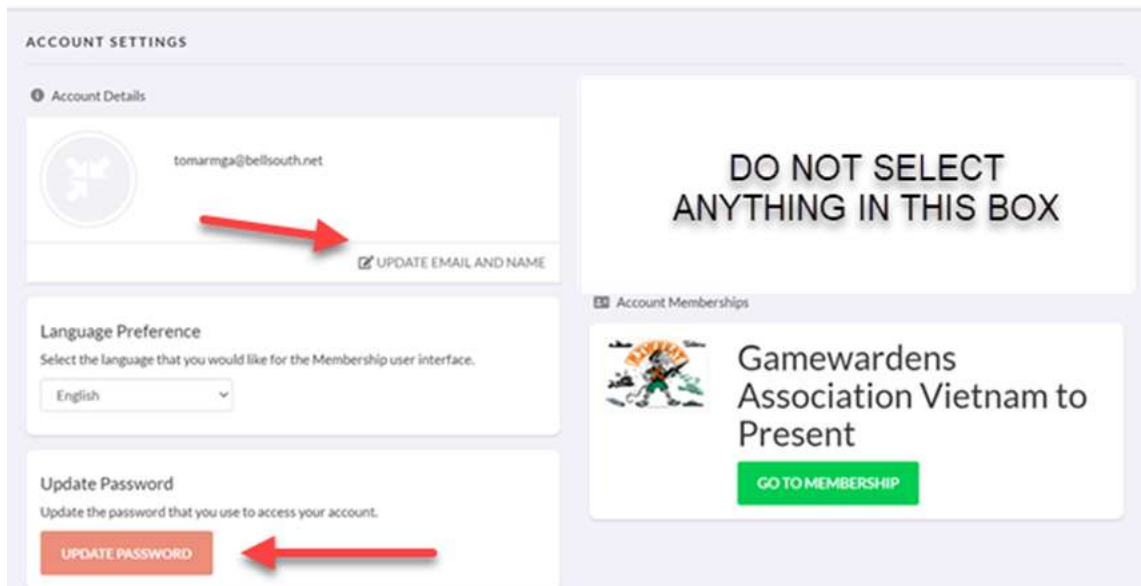 ACCOUNT SETTINGS
Account Details
tomarmga@bellsouth.net
UPDATE EMAIL AND NAME
Language Preference
Select the language that you would like for the Membership user interface.
English
Update Password
Update the password that you use to access your account.
UPDATE PASSWORD
DO NOT SELECT
ANYTHING IN THIS BOX
Account Memberships
Gamewardens
Association Vietnam to
Present
GO TO MEMBERSHIP